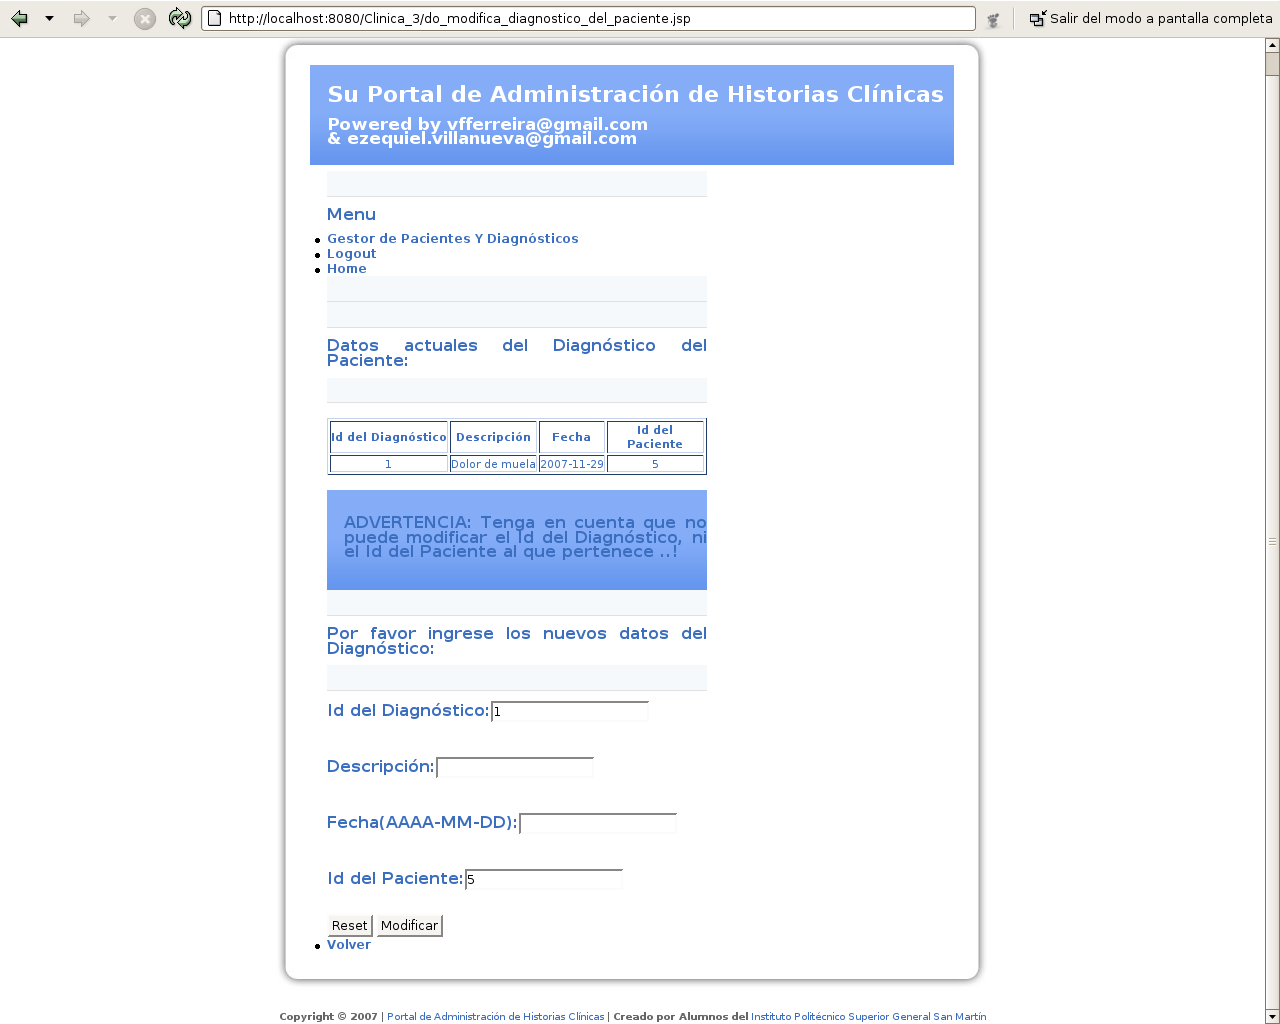 http://localhost:8080/Clinica_3/do_modifica_diagnostico_del_paciente.jsp
Salir del modo a pantalla completa
Su Portal de Administración de Historias Clínicas
Powered by vfferreira@gmail.com
& ezequiel.villanueva@gmail.com
Menu
Gestor de Pacientes Y Diagnósticos
Logout
Home
Datos actuales del Diagnóstico del
Paciente:
Id del Diagnóstico Descripción Fecha Id del Paciente
1 Dolor de muela 2007-11-29 5
ADVERTENCIA: Tenga en cuenta que no
puede modificar el Id del Diagnóstico, ni
el Id del Paciente al que pertenece ..!
Por favor ingrese los nuevos datos del
Diagnóstico:
Id del Diagnóstico: 1
Descripción:
Fecha(AAAA-MM-DD):
Id del Paciente: 5
Reset Modificar
Volver
Copyright © 2007 | Portal de Administración de Historias Clínicas | Creado por Alumnos del Instituto Politécnico Superior General San Martín